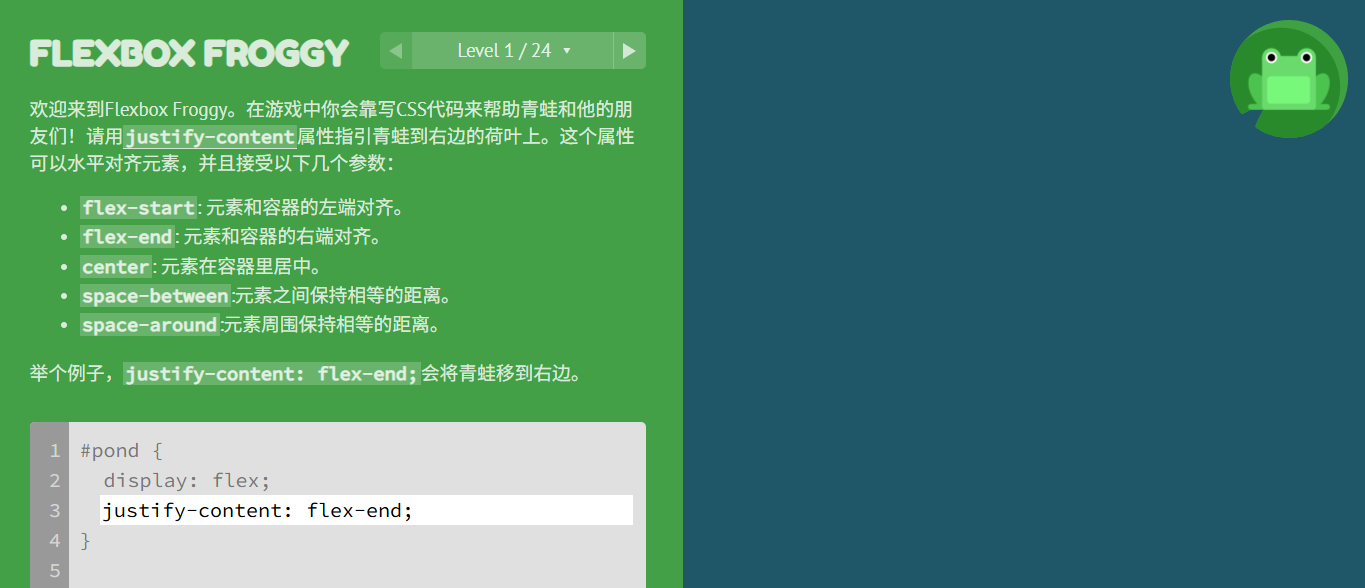 FLEXBOX FROGGY
◀ Level 1 / 24 ▾ ▶
欢迎来到Flexbox Froggy。在游戏中你会靠写CSS代码来帮助青蛙和他的朋
友们！请用justify-content属性指引青蛙到右边的荷叶上。这个属性
可以水平对齐元素，并且接受以下几个参数：
• flex-start: 元素和容器的左端对齐。
• flex-end: 元素和容器的右端对齐。
• center: 元素在容器里居中。
• space-between:元素之间保持相等的距离。
• space-around:元素周围保持相等的距离。
举个例子，justify-content: flex-end;会将青蛙移到右边。
1 #pond {
2 display: flex;
3 justify-content: flex-end;
4 }
5